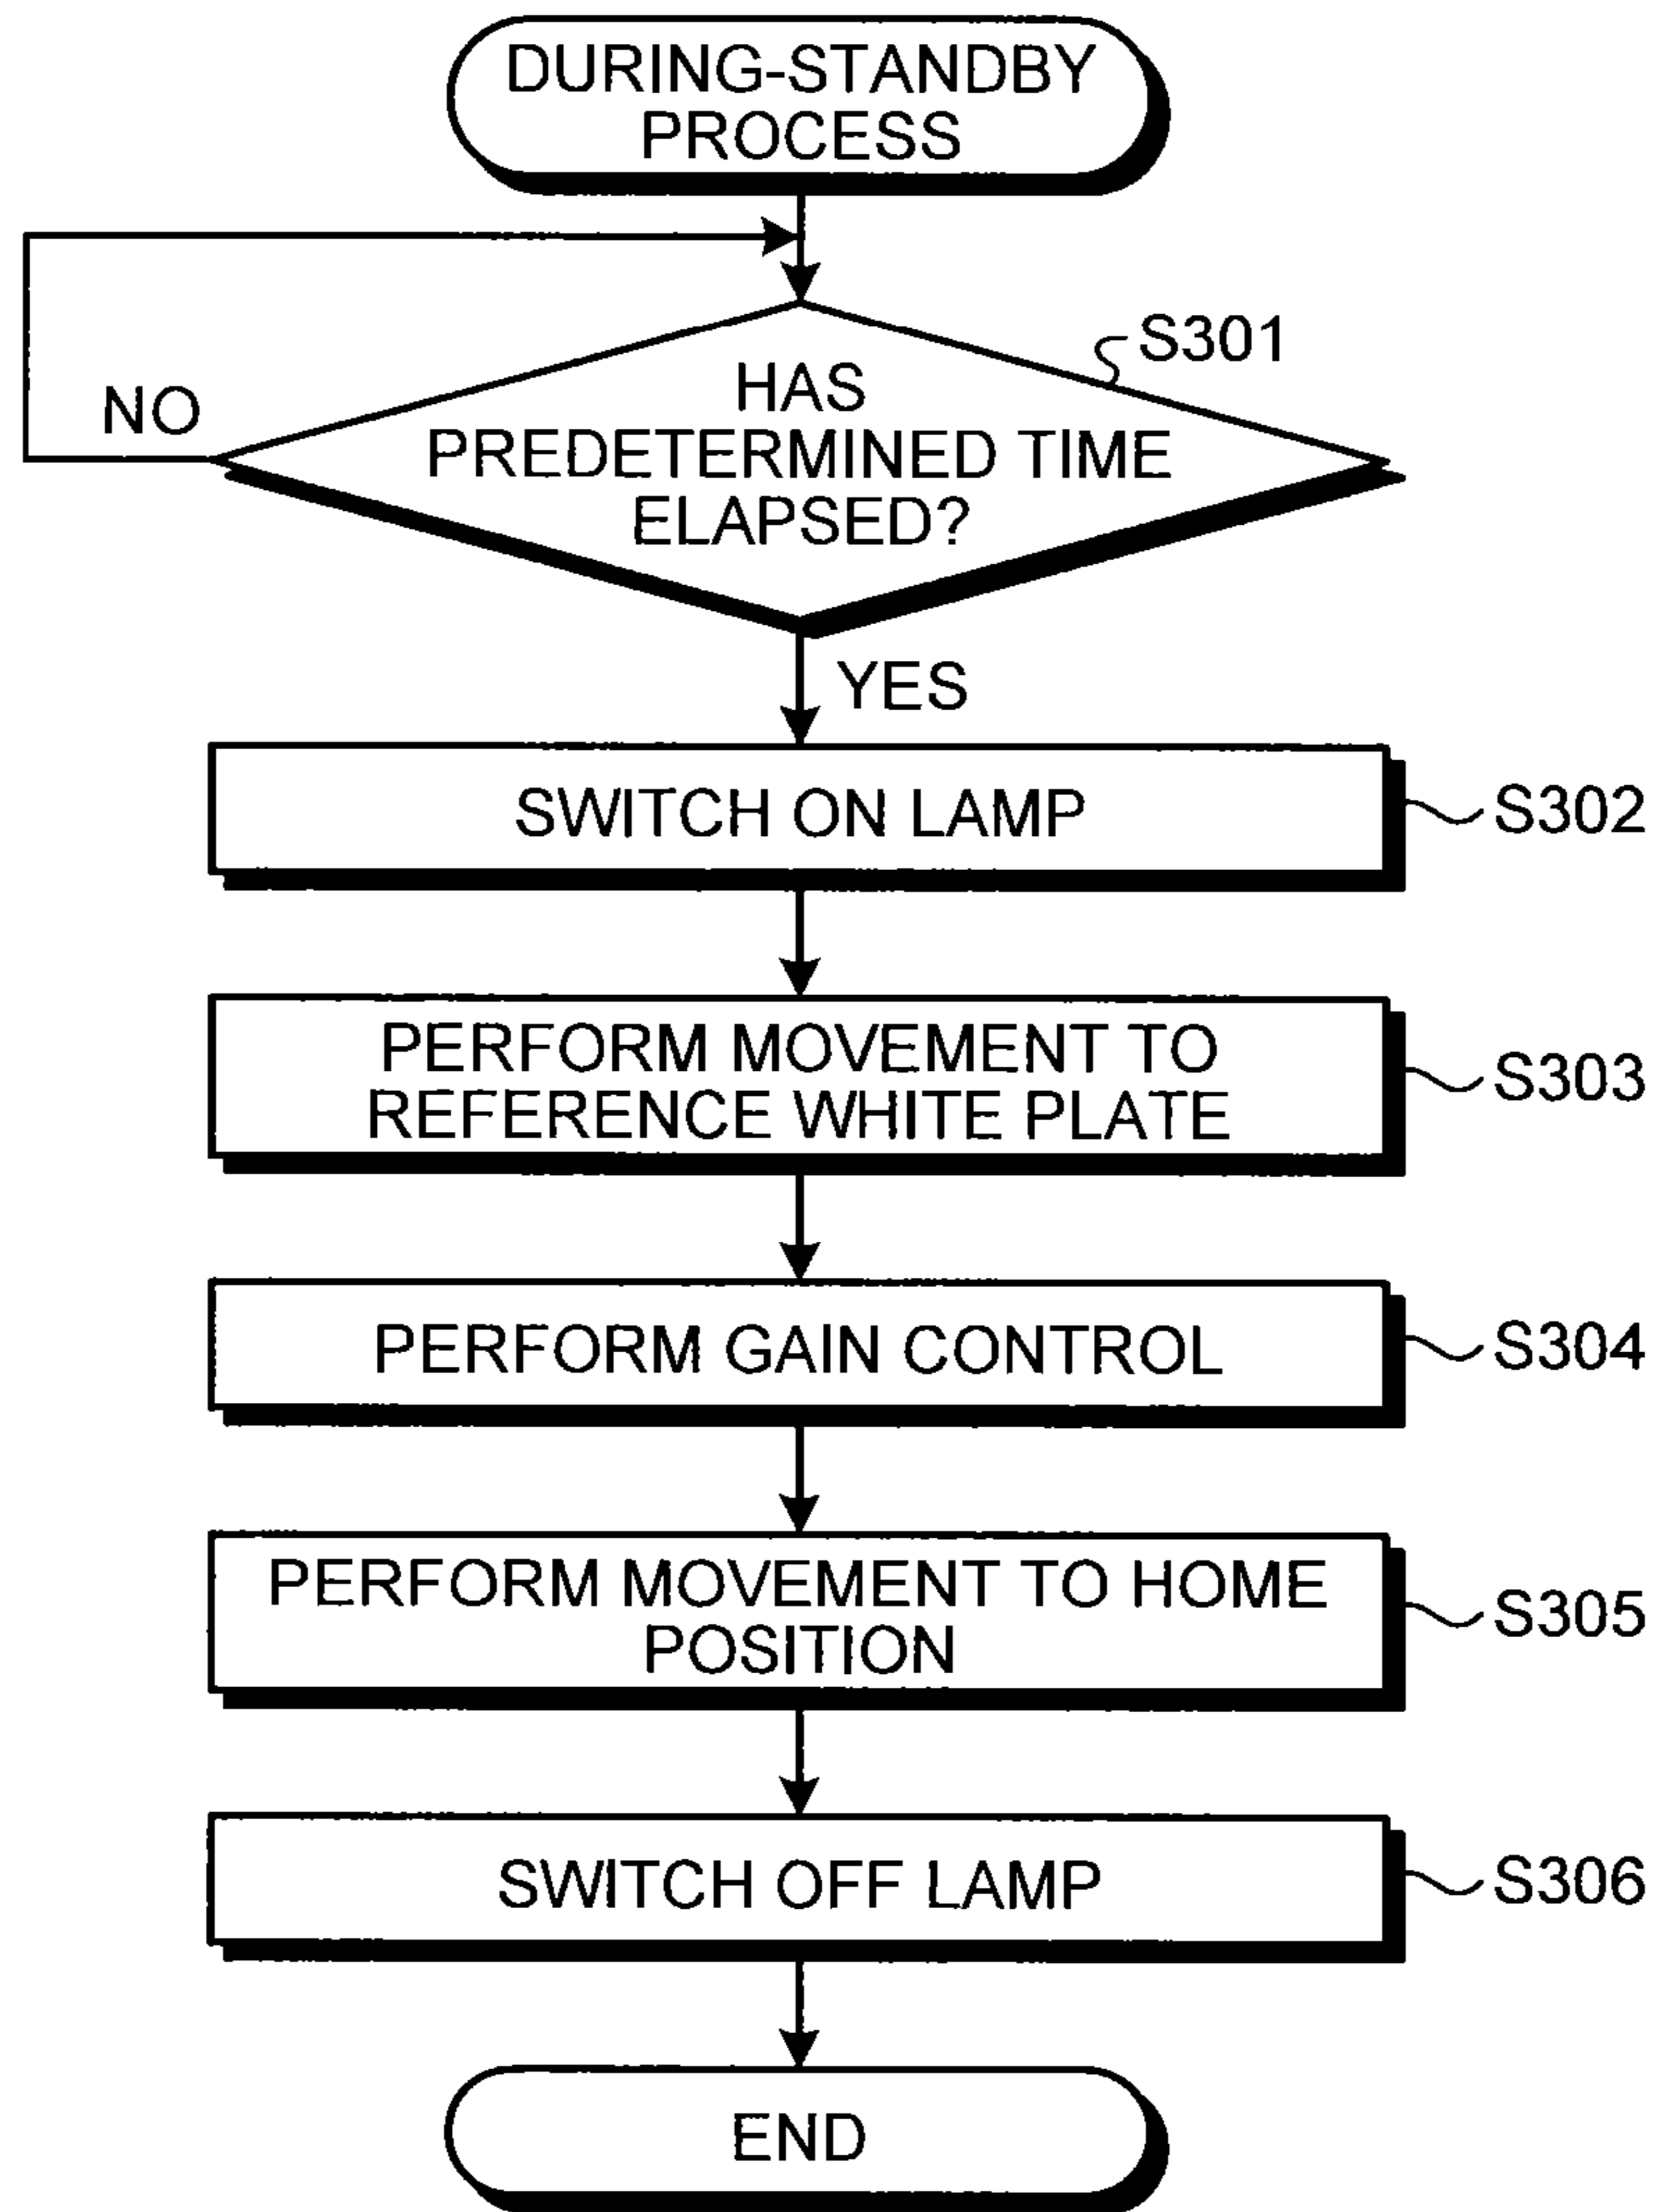 DURING-STANDBY
PROCESS
S301
HAS
PREDETERMINED TIME
ELAPSED?
NO
YES
SWITCH ON LAMP
S302
PERFORM MOVEMENT TO
REFERENCE WHITE PLATE
S303
PERFORM GAIN CONTROL
S304
PERFORM MOVEMENT TO HOME
POSITION
S305
SWITCH OFF LAMP
S306
END